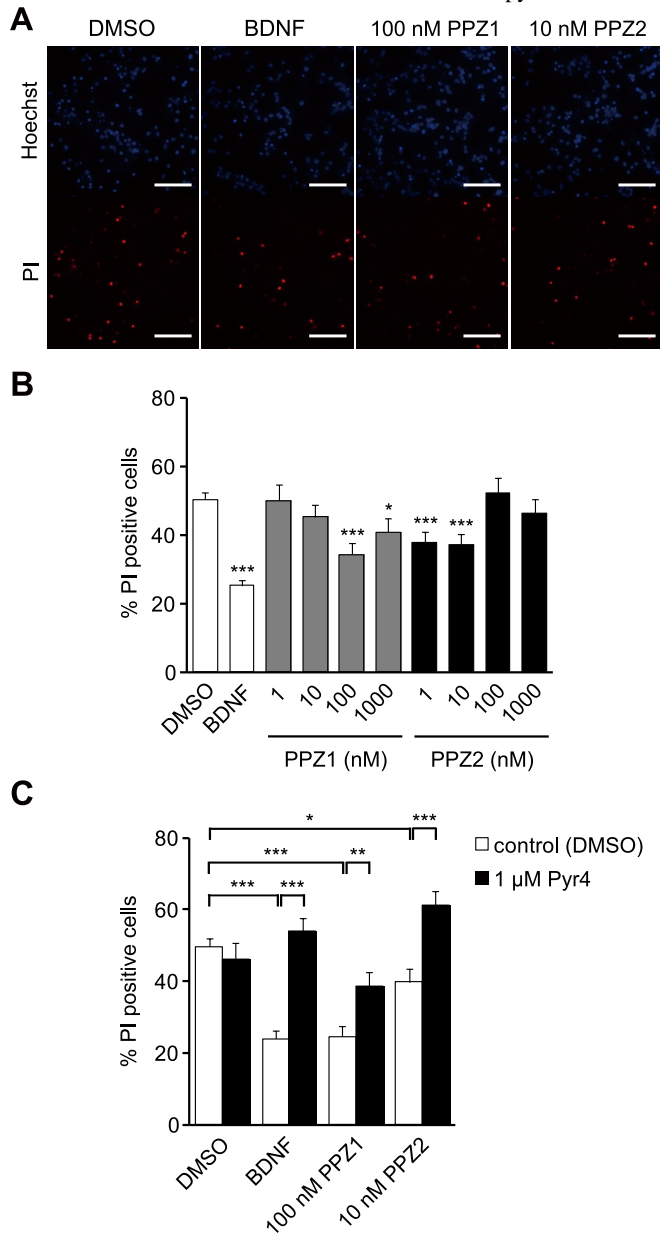 A
DMSO
BDNF
100 nM PPZ1
10 nM PPZ2
Hoechst
PI
B
80
60
40
20
0
% PI positive cells
***
***
*
***
***
DMSO
BDNF
1
10
100
1000
1
10
100
1000
PPZ1 (nM)
PPZ2 (nM)
C
80
60
40
20
0
% PI positive cells
*
***
***
**
***
***
control (DMSO)
1 µM Pyr4
DMSO
BDNF
100 nM PPZ1
10 nM PPZ2